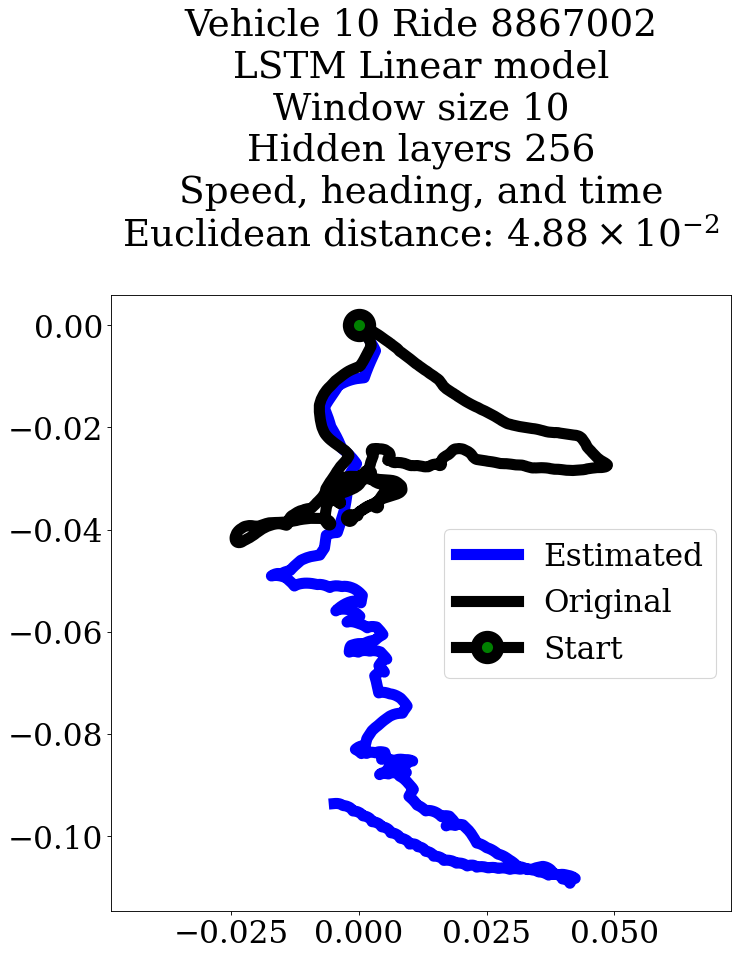 Vehicle 10 Ride 8867002
LSTM Linear model
Window size 10
Hidden layers 256
Speed, heading, and time
Euclidean distance: 4.88 × 10⁻²
0.00
−0.02
−0.04
−0.06
−0.08
−0.10
Estimated
Original
Start
−0.025 0.000 0.025 0.050